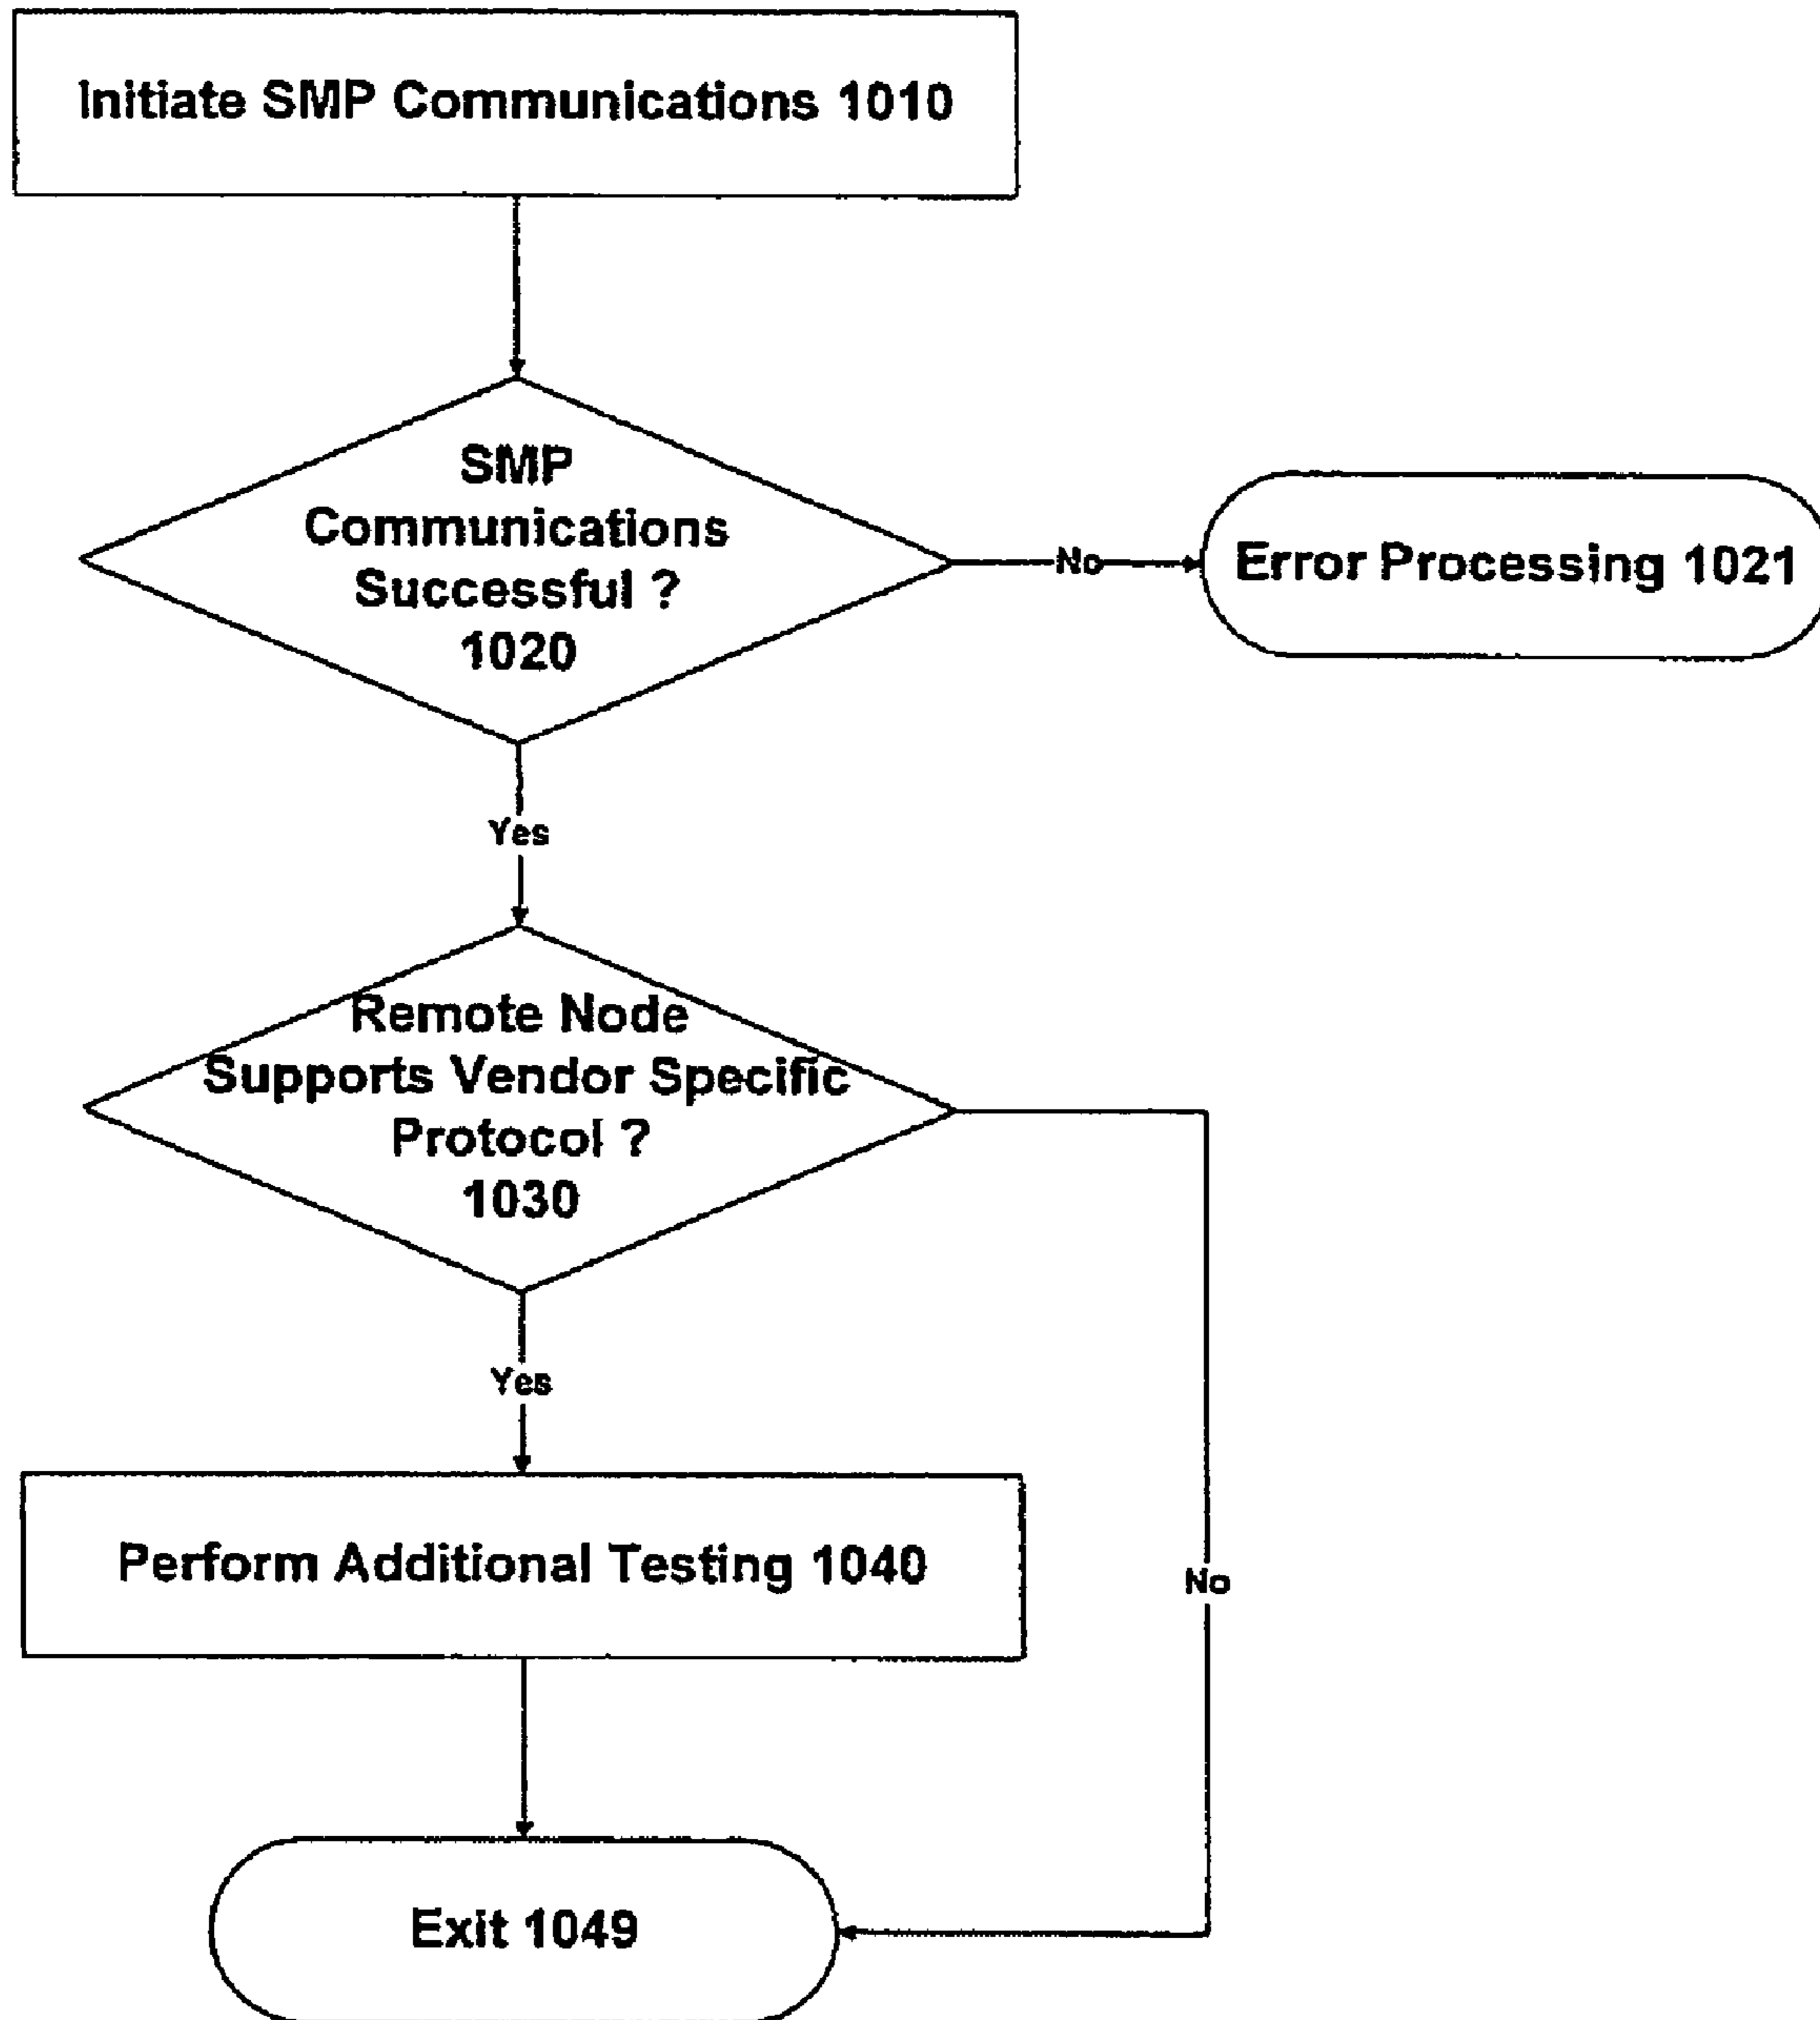 Initiate SMP Communications 1010
SMP
Communications
Successful ?
1020
No
Error Processing 1021
Yes
Remote Node
Supports Vendor Specific
Protocol ?
1030
Yes
Perform Additional Testing 1040
No
Exit 1049